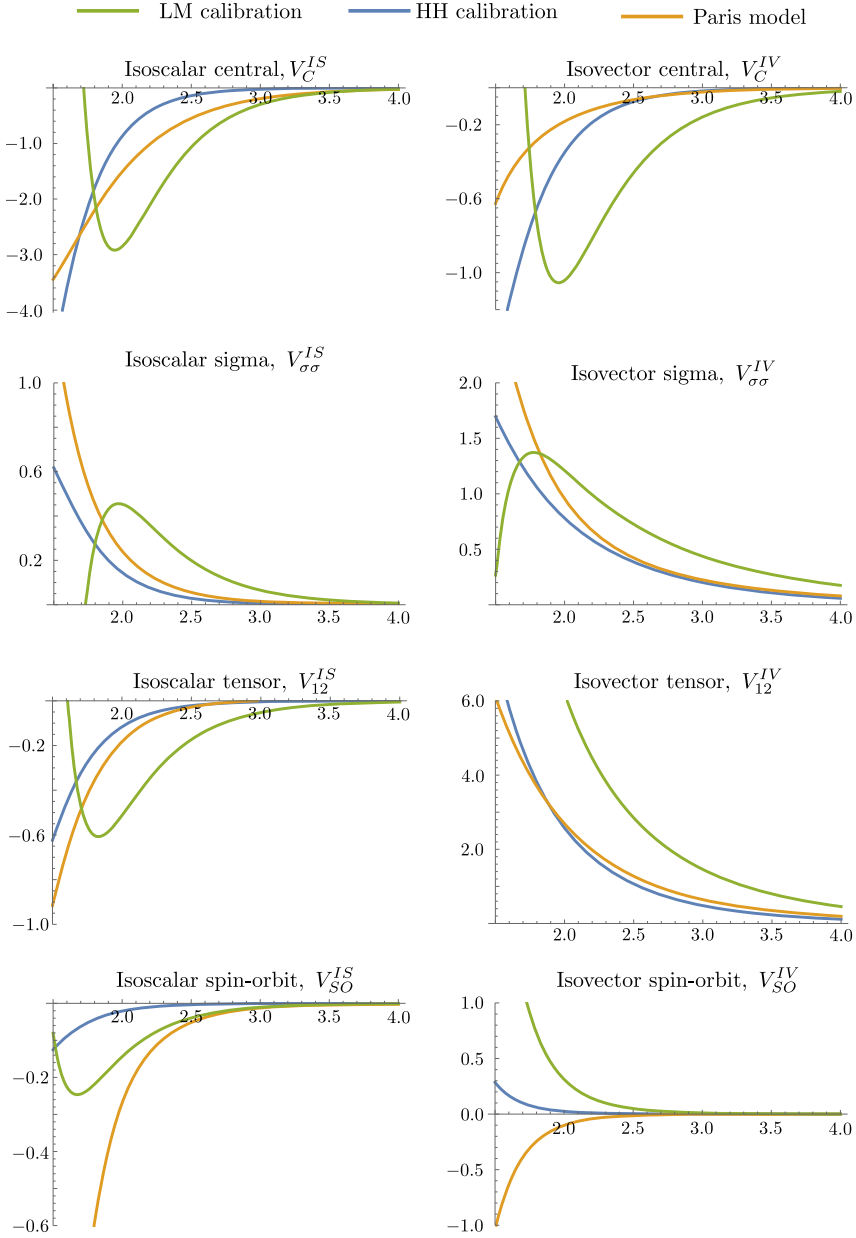 LM calibration HH calibration Paris model
Isoscalar central, V_C^{IS}
2.0 2.5 3.0 3.5 4.0
−1.0
−2.0
−3.0
−4.0
Isovector central, V_C^{IV}
2.0 2.5 3.0 3.5 4.0
−0.2
−0.6
−1.0
Isoscalar sigma, V_{σσ}^{IS}
1.0
0.6
0.2
2.0 2.5 3.0 3.5 4.0
Isovector sigma, V_{σσ}^{IV}
2.0
1.5
1.0
0.5
2.0 2.5 3.0 3.5 4.0
Isoscalar tensor, V_{12}^{IS}
2.0 2.5 3.0 3.5 4.0
−0.2
−0.6
−1.0
Isovector tensor, V_{12}^{IV}
6.0
4.0
2.0
2.0 2.5 3.0 3.5 4.0
Isoscalar spin-orbit, V_{SO}^{IS}
2.0 2.5 3.0 3.5 4.0
−0.2
−0.4
−0.6
Isovector spin-orbit, V_{SO}^{IV}
1.0
0.5
0.0
2.0 2.5 3.0 3.5 4.0
−0.5
−1.0